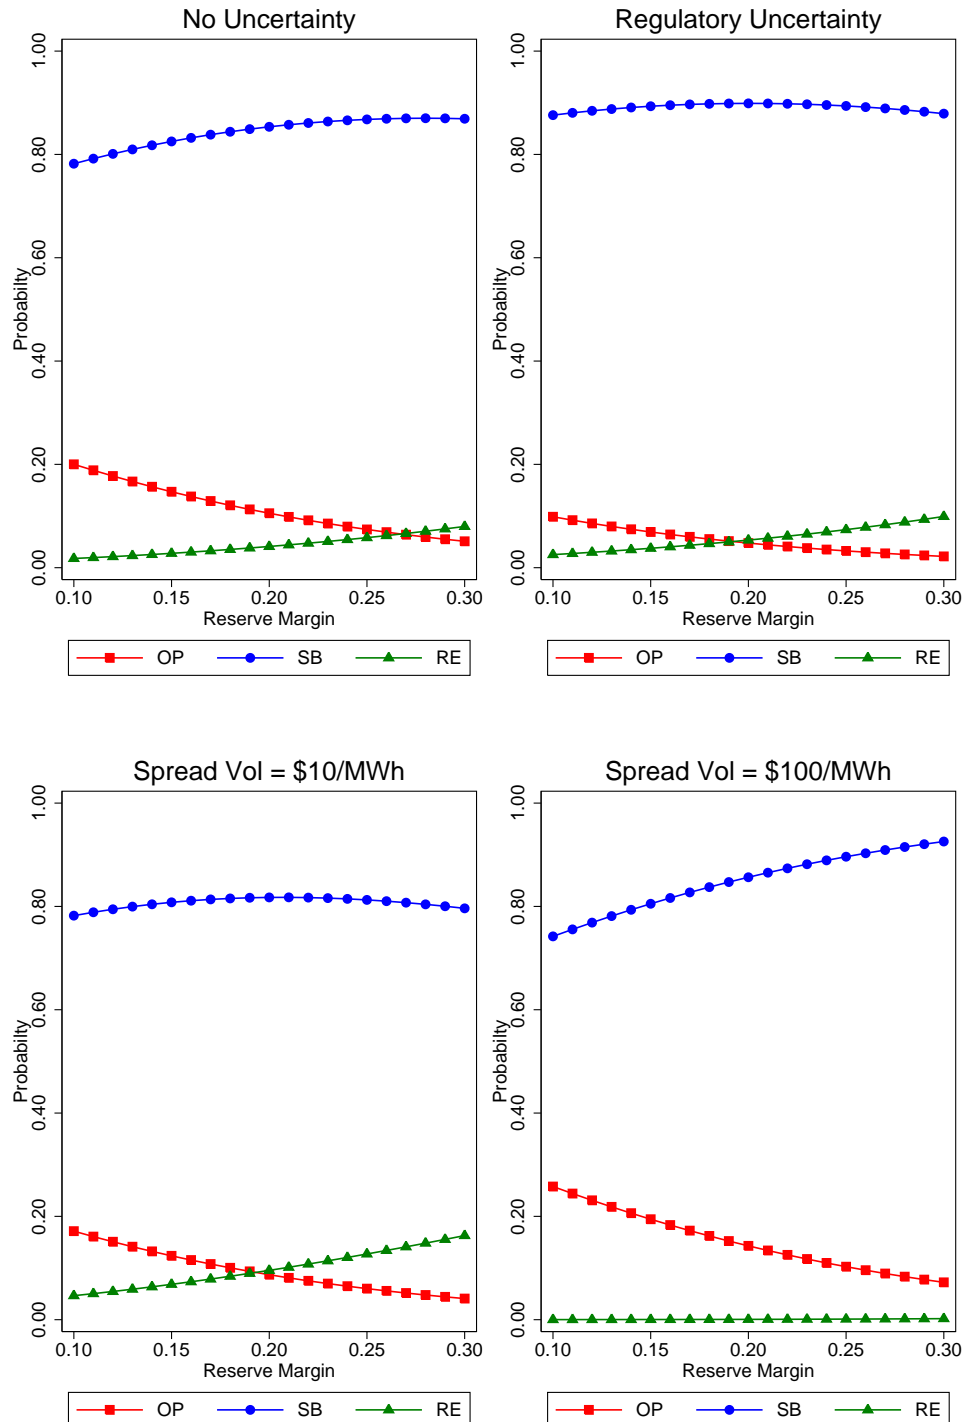 No Uncertainty
1.00
0.80
0.60
0.40
0.20
0.00
Probabilty
0.10 0.15 0.20 0.25 0.30
Reserve Margin
OP SB RE
Regulatory Uncertainty
1.00
0.80
0.60
0.40
0.20
0.00
Probabilty
0.10 0.15 0.20 0.25 0.30
Reserve Margin
OP SB RE
Spread Vol = $10/MWh
1.00
0.80
0.60
0.40
0.20
0.00
Probabilty
0.10 0.15 0.20 0.25 0.30
Reserve Margin
OP SB RE
Spread Vol = $100/MWh
1.00
0.80
0.60
0.40
0.20
0.00
Probabilty
0.10 0.15 0.20 0.25 0.30
Reserve Margin
OP SB RE